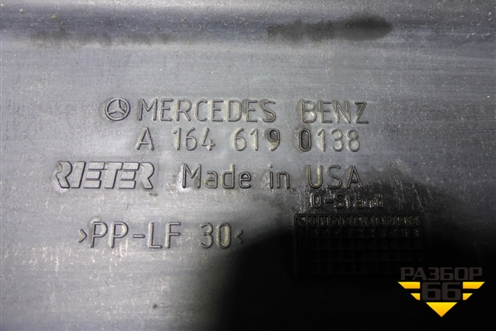 MERCEDES BENZ
A 164 619 0138
RIETER Made in USA
>PP-LF 30<
РАЗБОР
66